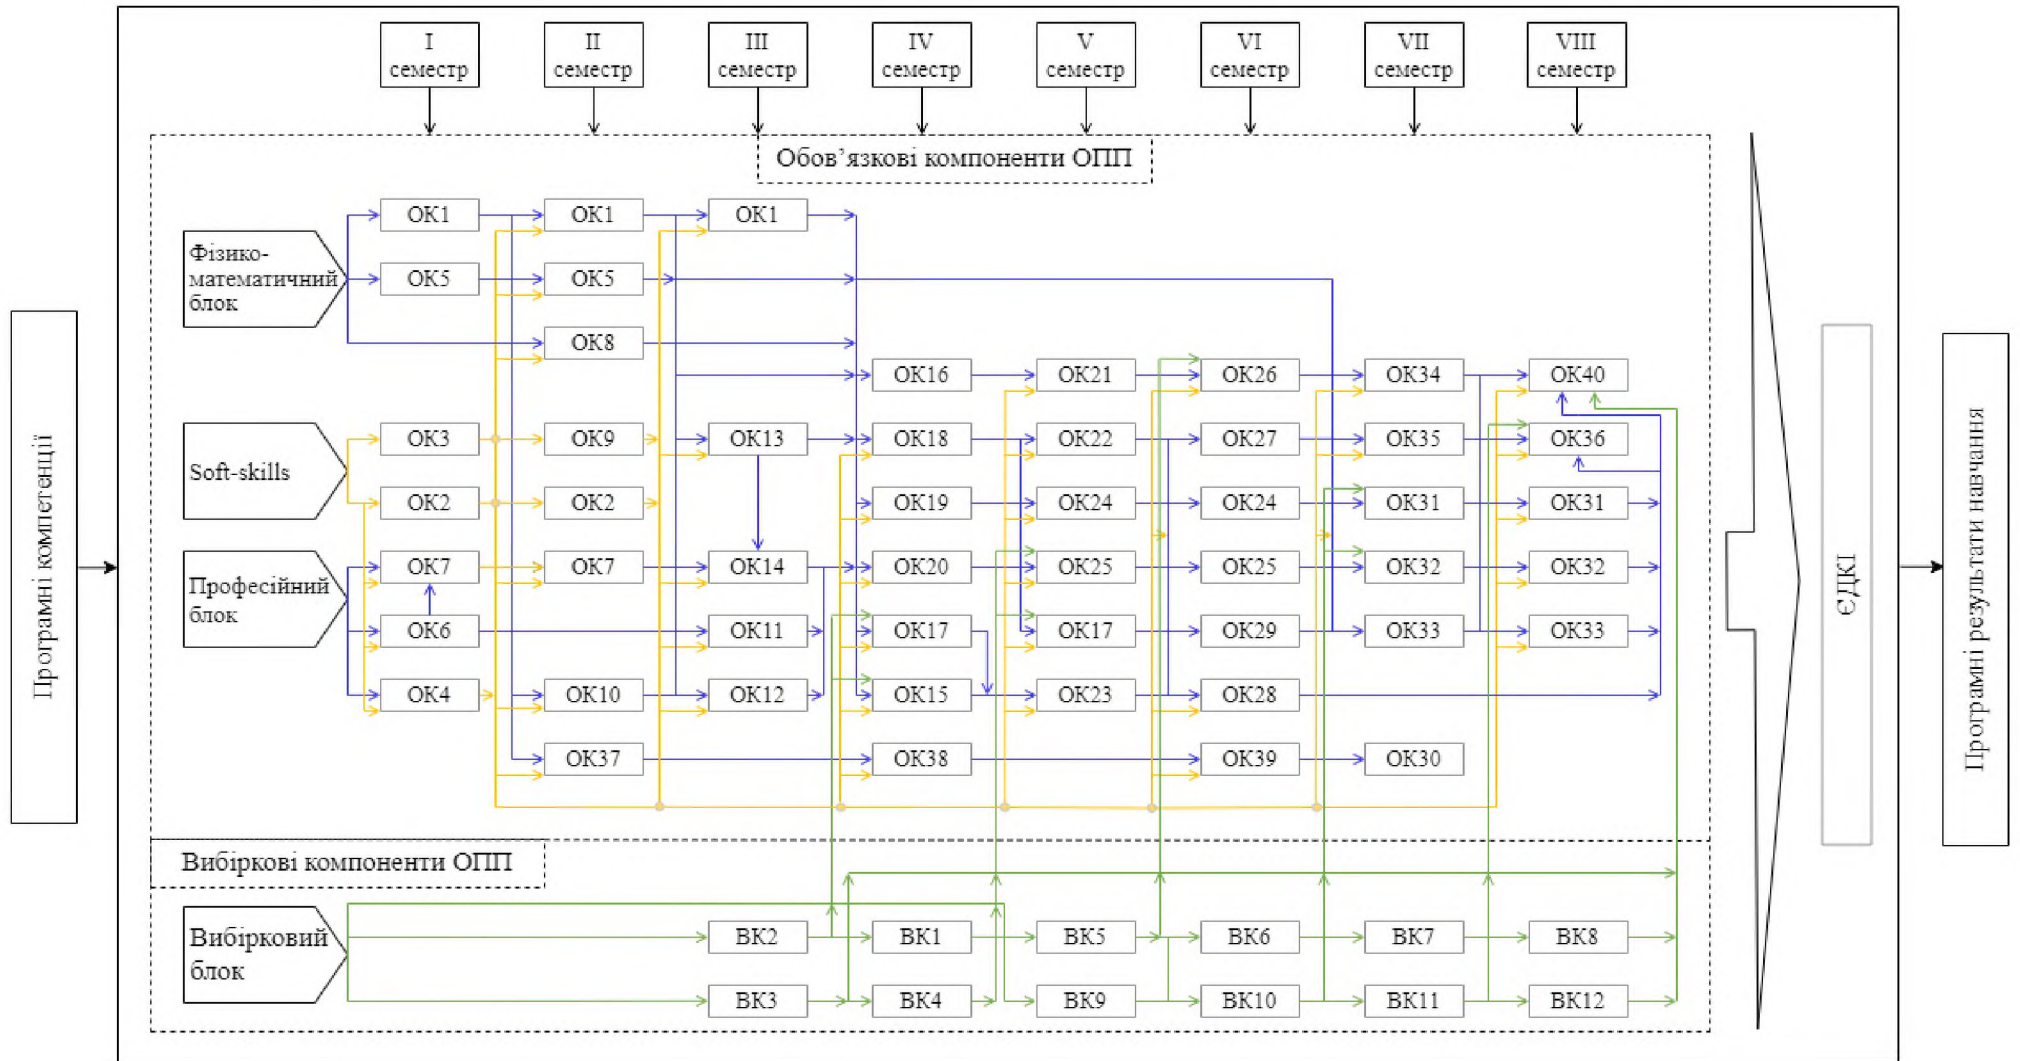 I
семестр
II
семестр
III
семестр
IV
семестр
V
семестр
VI
семестр
VII
семестр
VIII
семестр
Обов’язкові компоненти ОПП
Програмні компетенції
Фізико-
математичний
блок
Soft-skills
Професійний
блок
ОК1
ОК1
ОК1
ОК5
ОК5
ОК8
ОК16
ОК21
ОК26
ОК34
ОК40
ОК3
ОК9
ОК13
ОК18
ОК22
ОК27
ОК35
ОК36
ОК2
ОК2
ОК19
ОК24
ОК24
ОК31
ОК31
ОК7
ОК7
ОК14
ОК20
ОК25
ОК25
ОК32
ОК32
ОК6
ОК11
ОК17
ОК17
ОК29
ОК33
ОК33
ОК4
ОК10
ОК12
ОК15
ОК23
ОК28
ОК37
ОК38
ОК39
ОК30
Вибіркові компоненти ОПП
Вибірковий
блок
ВК2
ВК1
ВК5
ВК6
ВК7
ВК8
ВК3
ВК4
ВК9
ВК10
ВК11
ВК12
ЄДКІ
Програмні результати навчання